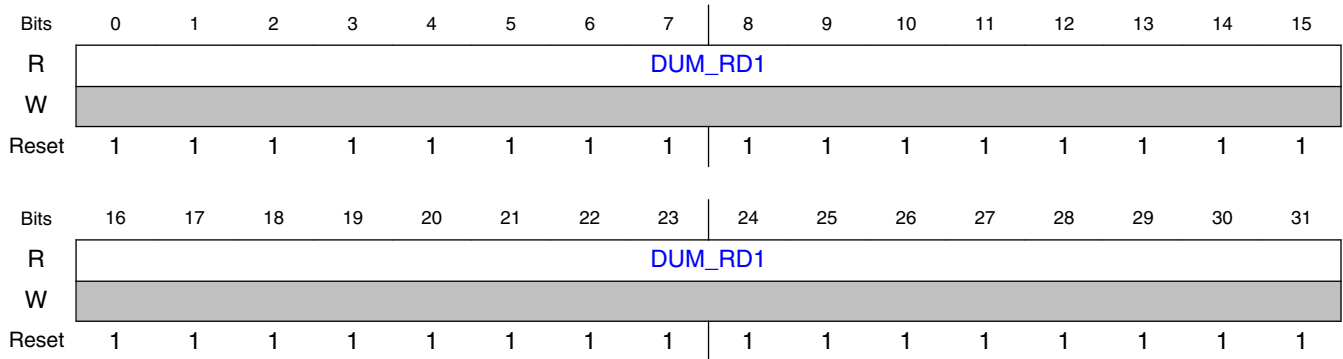 Bits 0 1 2 3 4 5 6 7 8 9 10 11 12 13 14 15
R DUM_RD1
W
Reset 1 1 1 1 1 1 1 1 1 1 1 1 1 1 1 1
Bits 16 17 18 19 20 21 22 23 24 25 26 27 28 29 30 31
R DUM_RD1
W
Reset 1 1 1 1 1 1 1 1 1 1 1 1 1 1 1 1